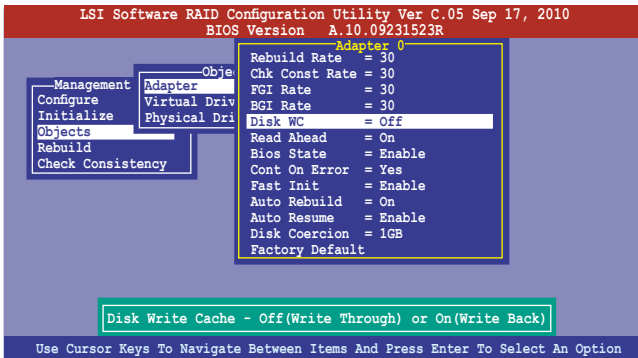 LSI Software RAID Configuration Utility Ver C.05 Sep 17, 2010
BIOS Version A.10.09231523R
Management
Configure
Initialize
Objects
Rebuild
Check Consistency
Obje
Adapter
Virtual Driv
Physical Dri
Adapter 0
Rebuild Rate = 30
Chk Const Rate = 30
FGI Rate = 30
BGI Rate = 30
Disk WC = Off
Read Ahead = On
Bios State = Enable
Cont On Error = Yes
Fast Init = Enable
Auto Rebuild = On
Auto Resume = Enable
Disk Coercion = 1GB
Factory Default
Disk Write Cache - Off(Write Through) or On(Write Back)
Use Cursor Keys To Navigate Between Items And Press Enter To Select An Option